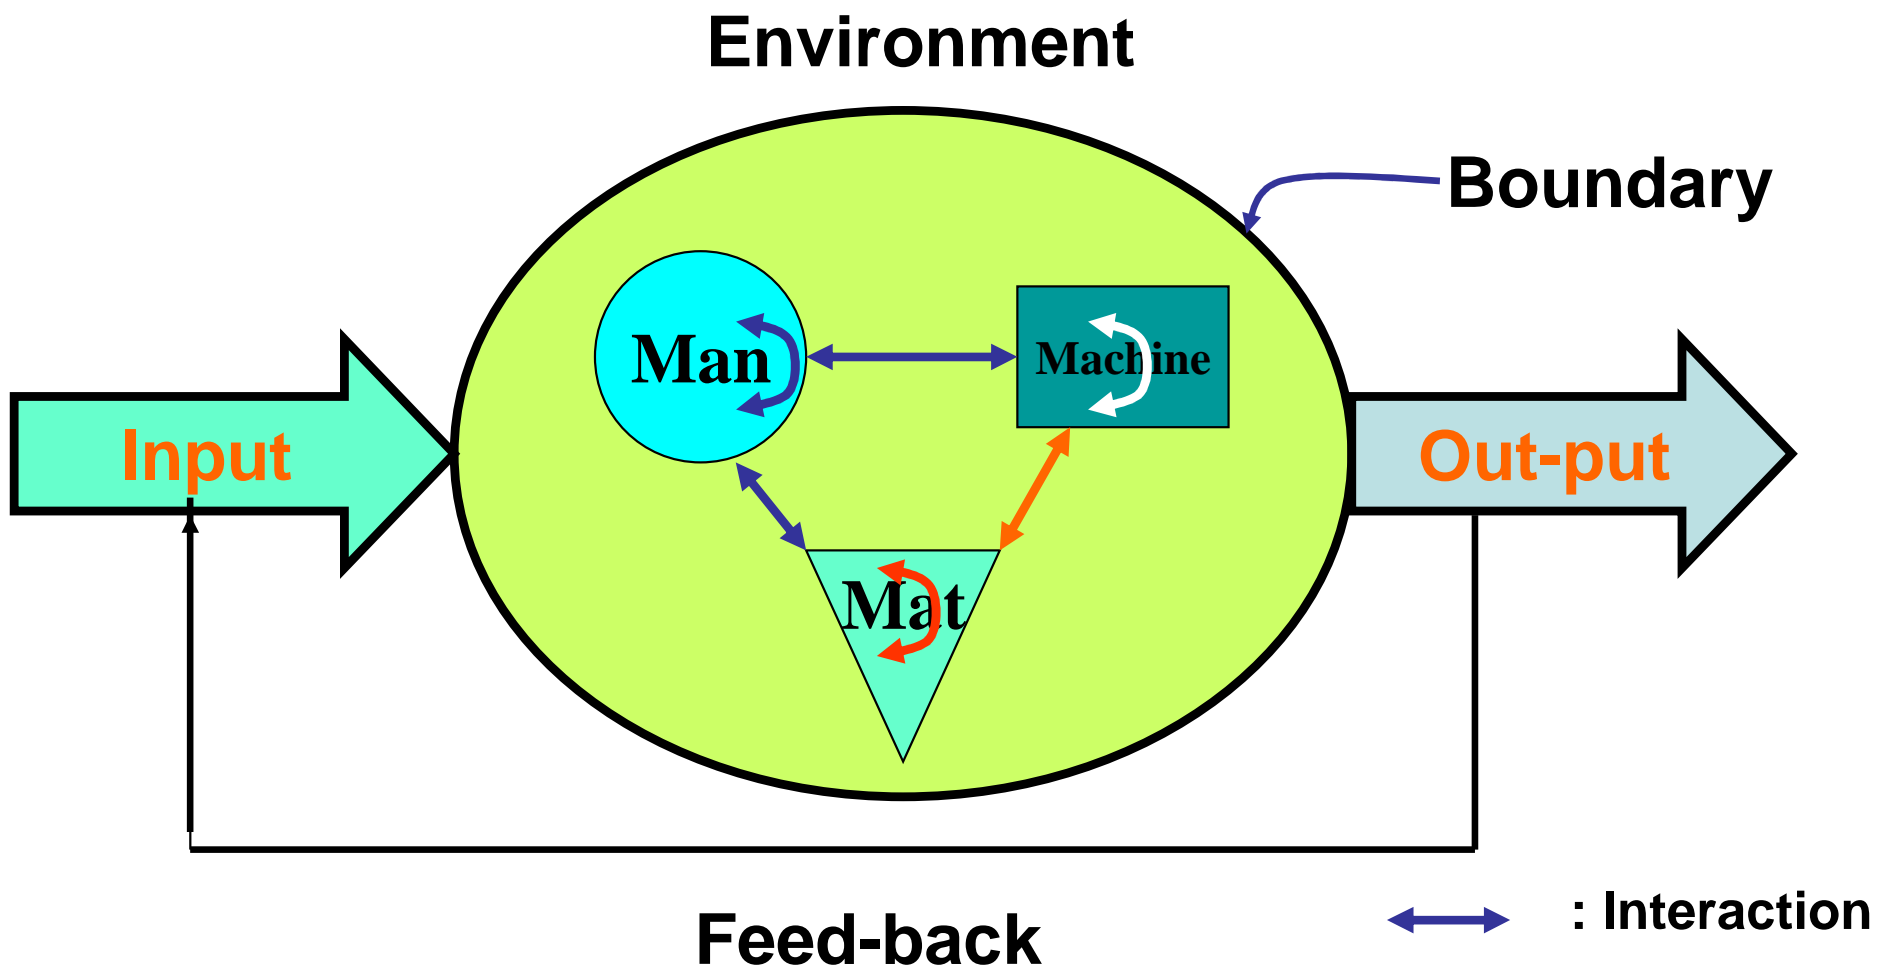 Environment
Boundary
Man
Machine
Input
Out-put
Mat
Feed-back
: Interaction